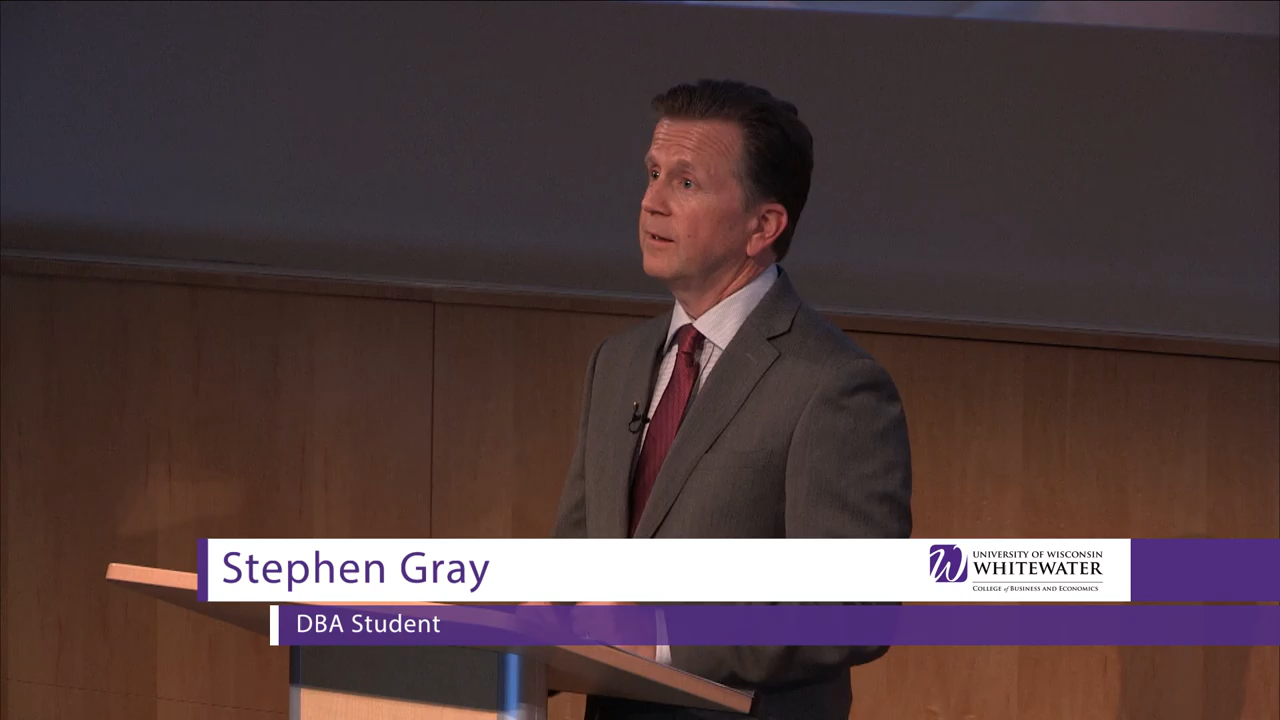 Stephen Gray
UNIVERSITY OF WISCONSIN
WHITEWATER
COLLEGE of BUSINESS AND ECONOMICS
DBA Student